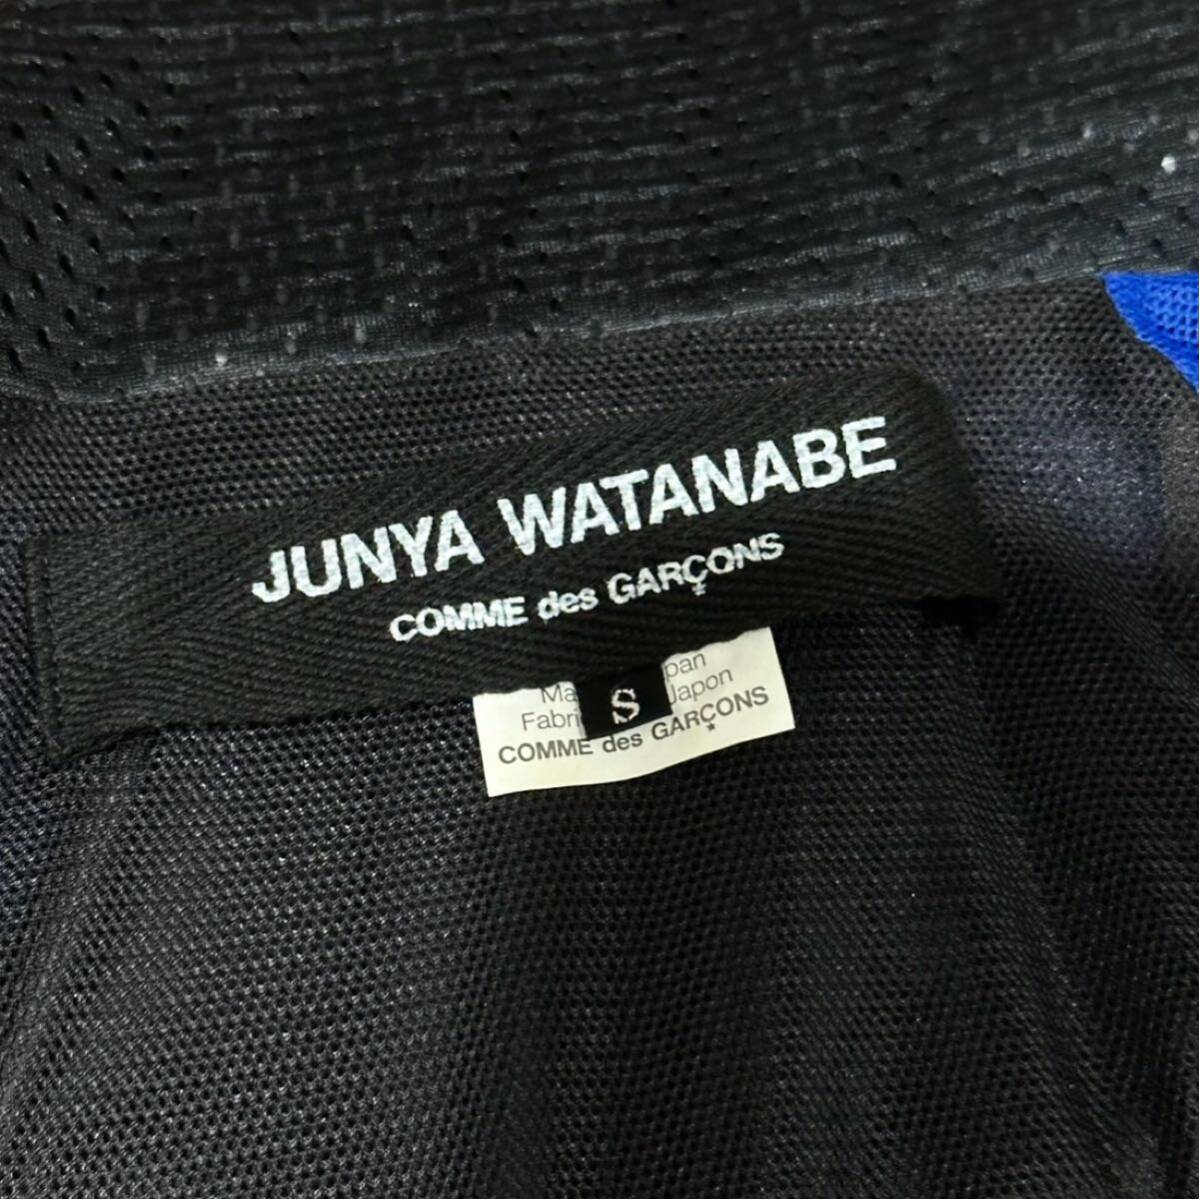 JUNYA WATANABE
COMME des GARÇONS
S
COMME des GARÇONS